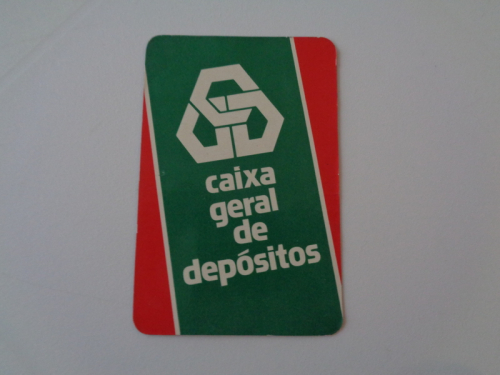 caixa
geral
de
depósitos